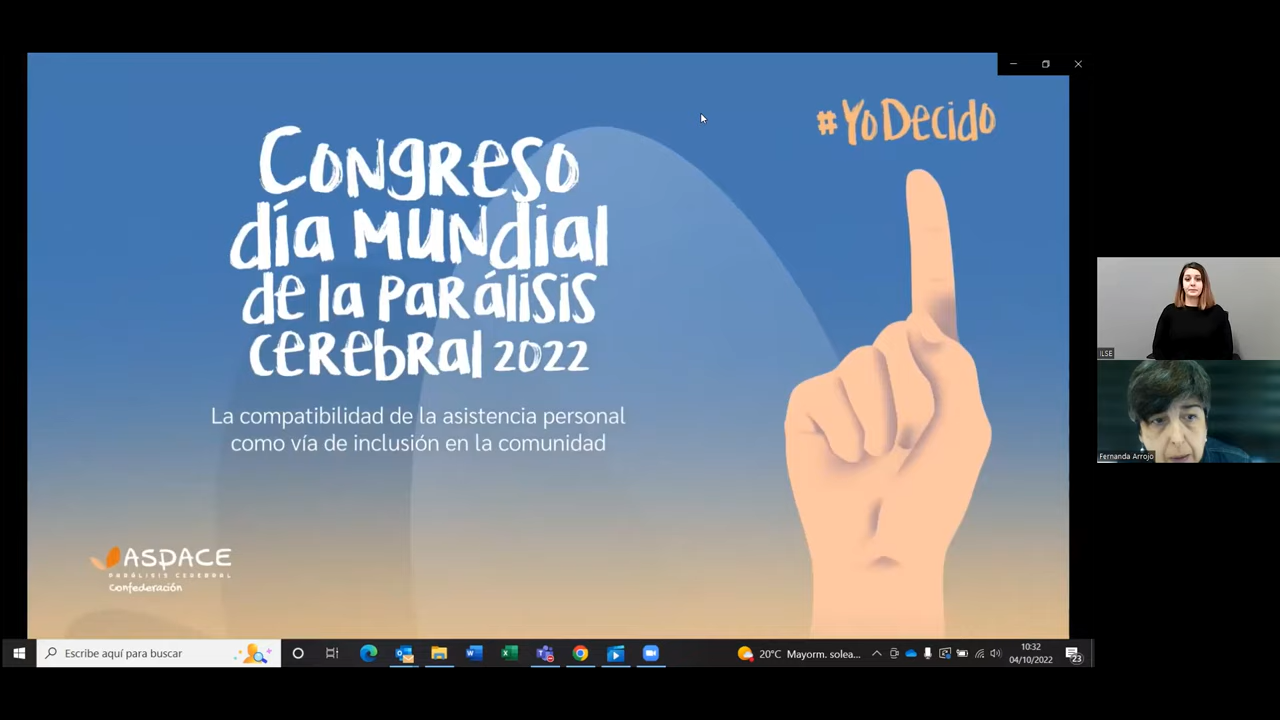 #YoDecido
Congreso
día Mundial
de la parálisis
cerebral 2022
La compatibilidad de la asistencia personal
como vía de inclusión en la comunidad
ASPACE
PARÁLISIS CEREBRAL
Confederación
ILSE
Fernanda Arrojo
Escribe aquí para buscar
20°C Mayorm. solea...
10:32
04/10/2022
23